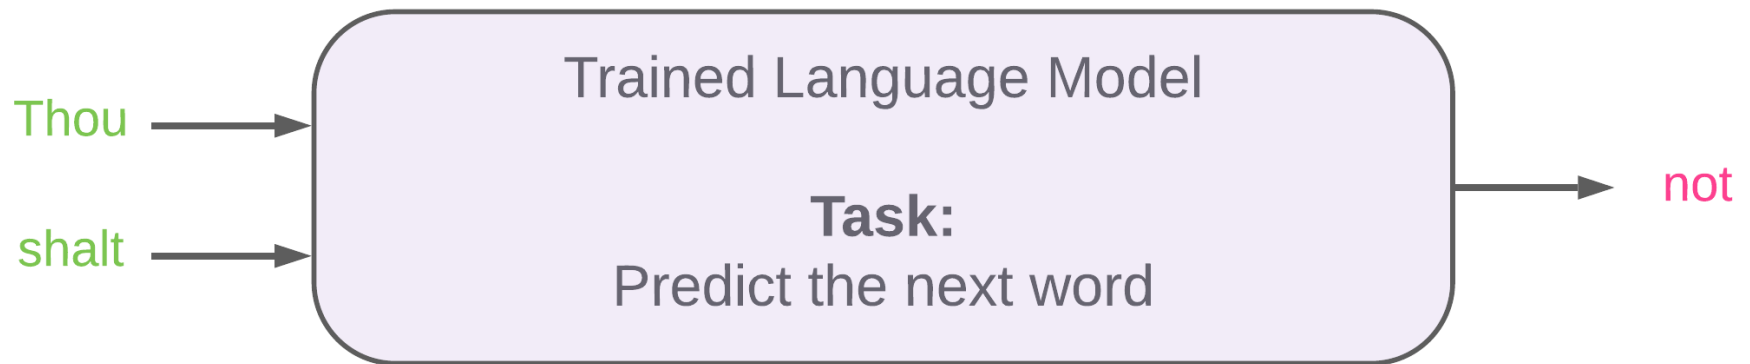 Thou
shalt
Trained Language Model
Task:
Predict the next word
not